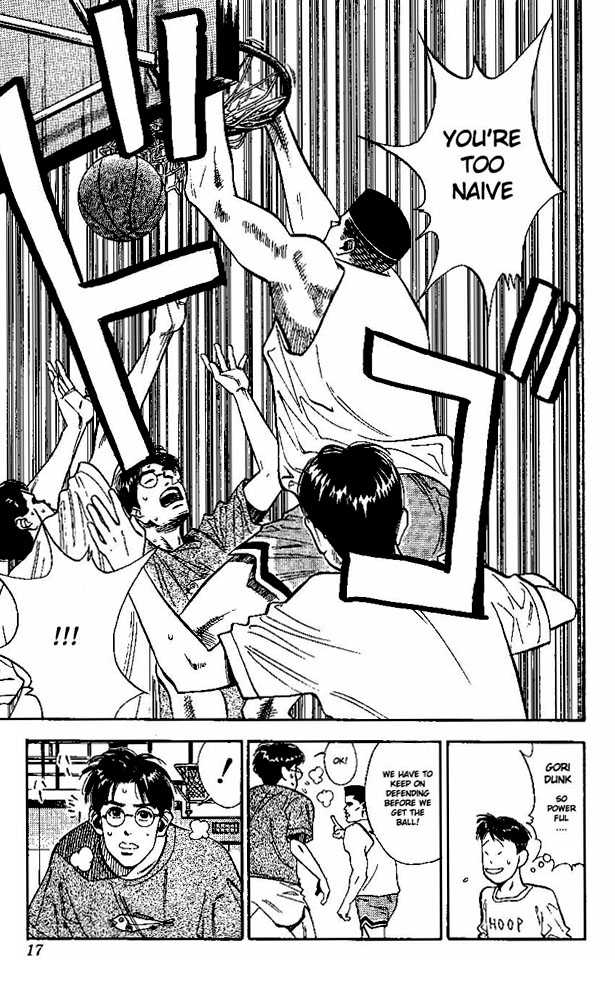 YOU'RE
TOO
NAIVE
ドゴ
!!!
GORI
DUNK
SO
POWER
FUL
....
HOOP
WE HAVE TO
KEEP ON
DEFENDING
BEFORE WE
GET THE
BALL!
OK!
!
17